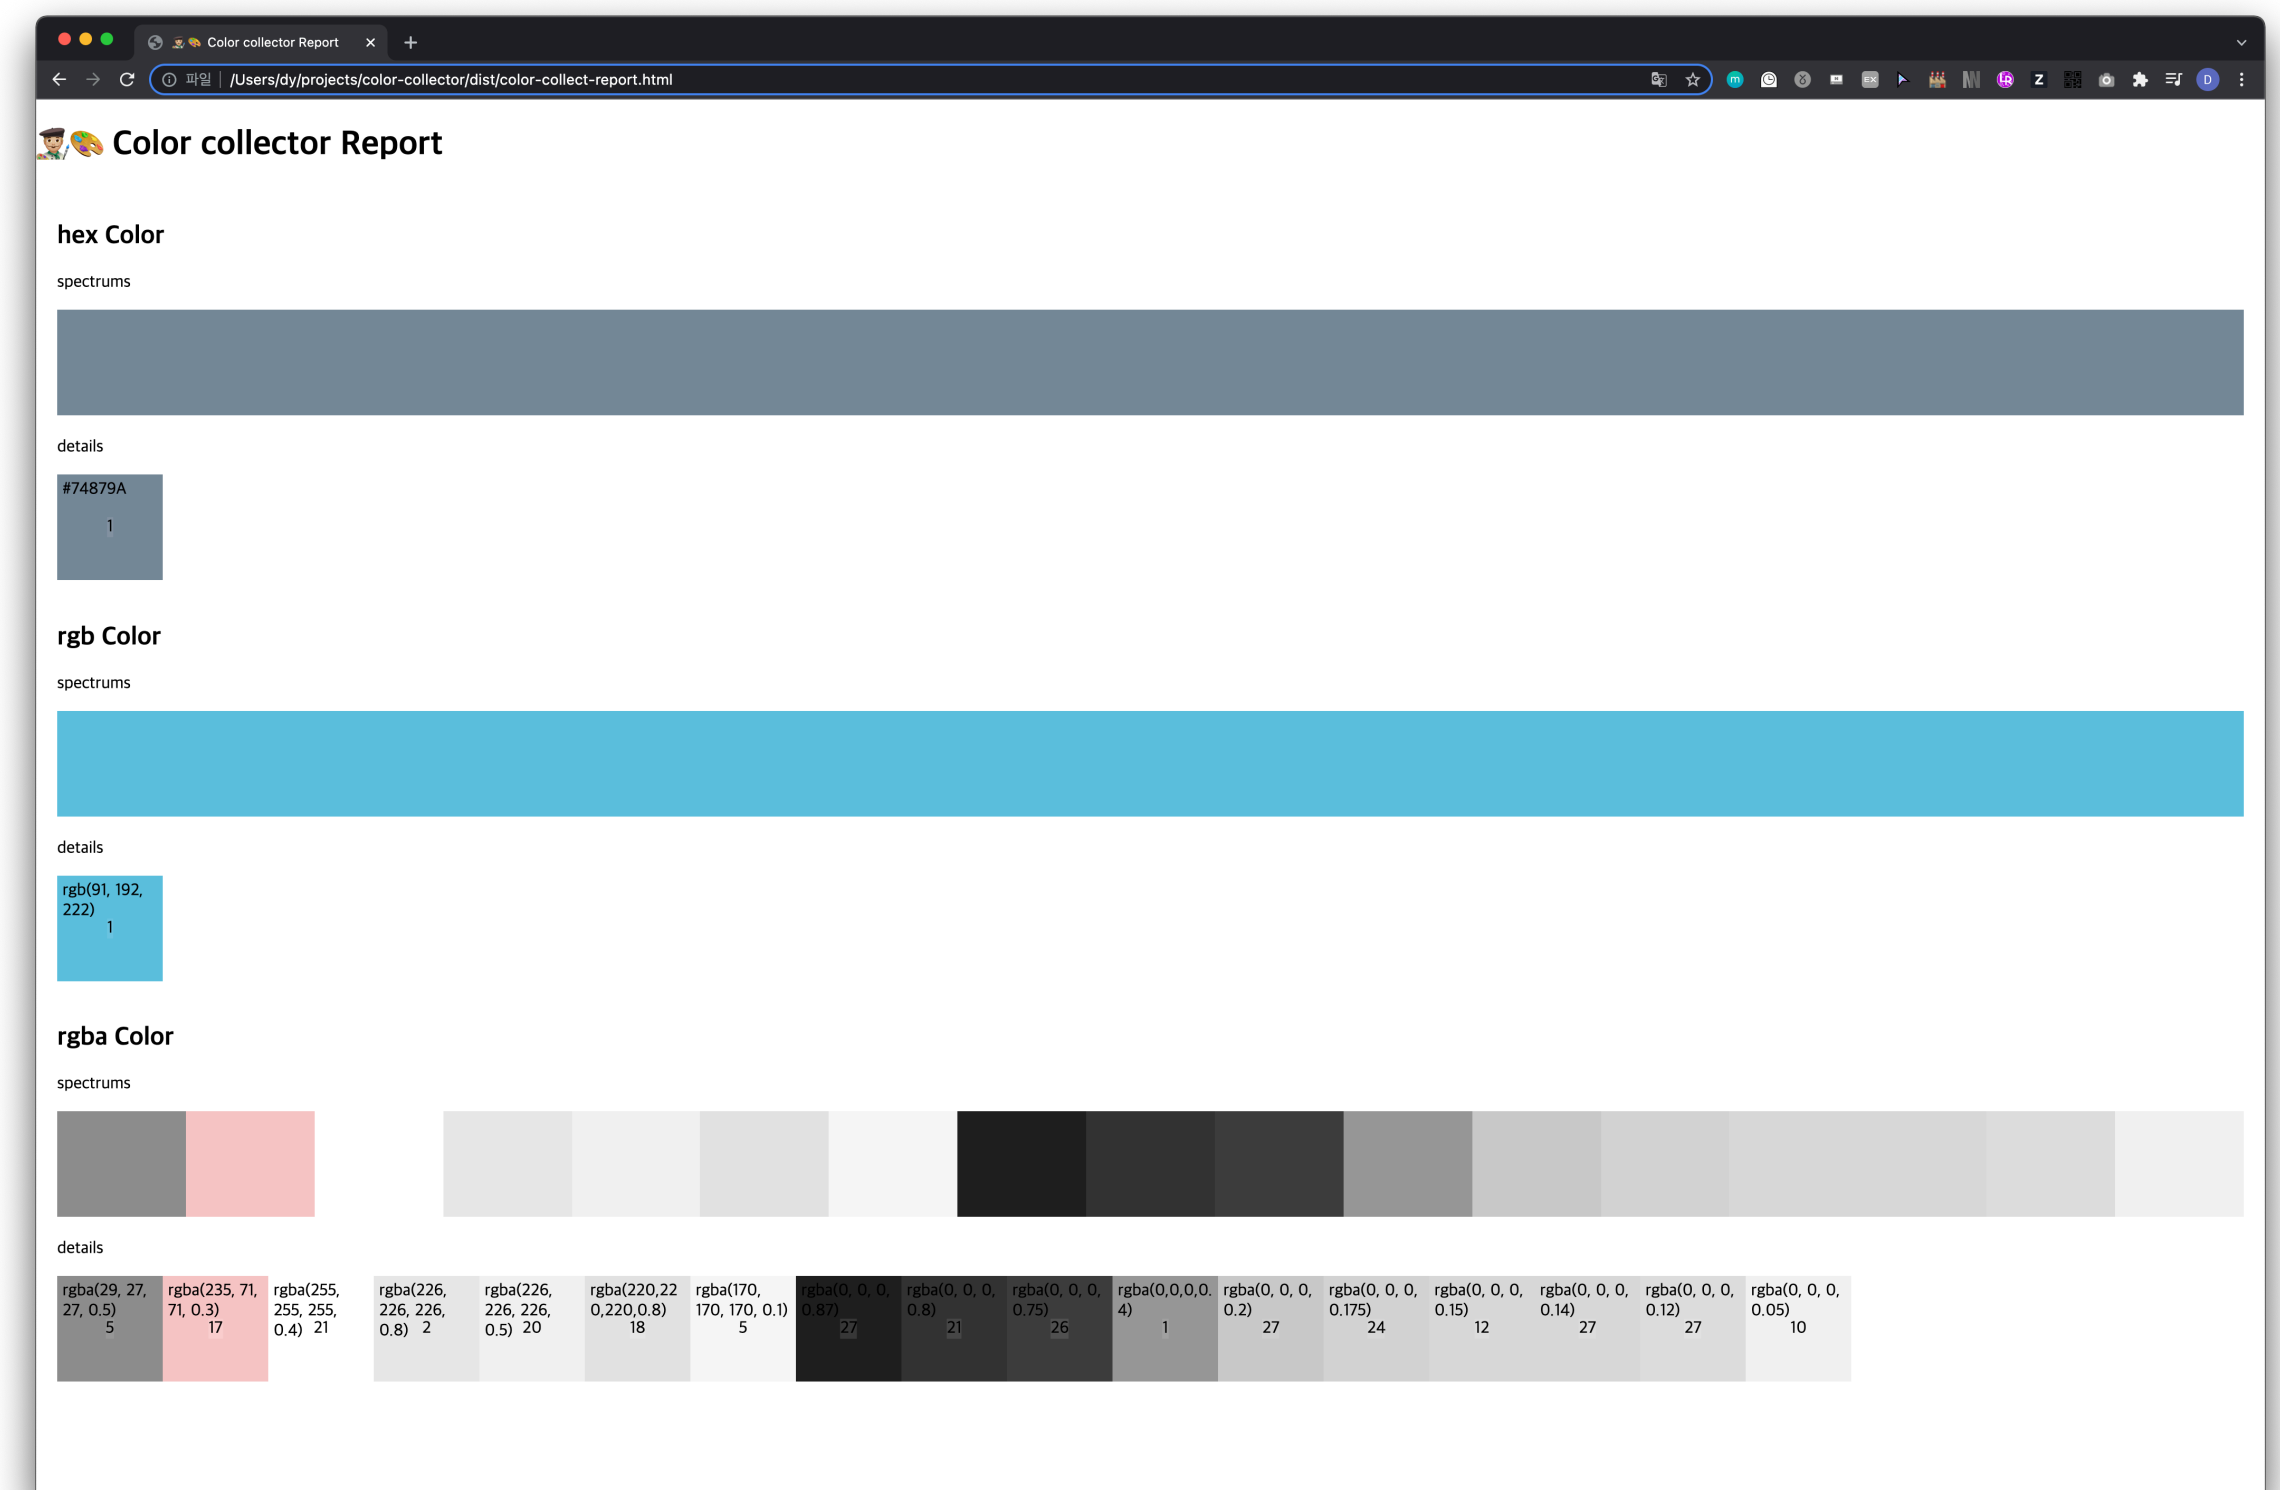 Color collector Report
파일 /Users/dy/projects/color-collector/dist/color-collect-report.html
m
EX
LR
Z
D
Color collector Report
hex Color
spectrums
details
#74879A
1
rgb Color
spectrums
details
rgb(91, 192,
222)
1
rgba Color
spectrums
details
rgba(29, 27,
27, 0.5)
5
rgba(235, 71,
71, 0.3)
17
rgba(255,
255, 255,
0.4) 21
rgba(226,
226, 226,
0.8) 2
rgba(226,
226, 226,
0.5) 20
rgba(220,22
0,220,0.8)
18
rgba(170,
170, 170, 0.1)
5
rgba(0, 0, 0,
0.87)
27
rgba(0, 0, 0,
0.8)
21
rgba(0, 0, 0,
0.75)
26
rgba(0,0,0,0.
4)
1
rgba(0, 0, 0,
0.2)
27
rgba(0, 0, 0,
0.175)
24
rgba(0, 0, 0,
0.15)
12
rgba(0, 0, 0,
0.14)
27
rgba(0, 0, 0,
0.12)
27
rgba(0, 0, 0,
0.05)
10